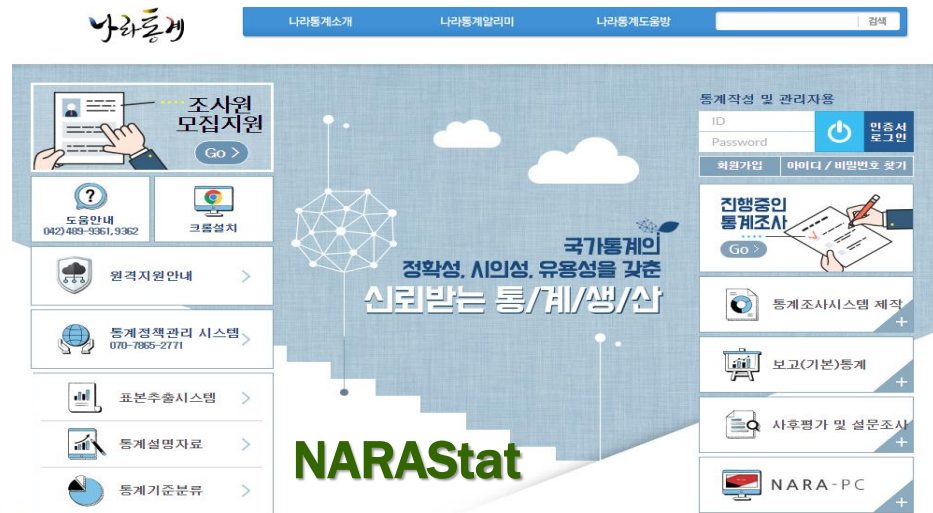 나라통계
나라통계소개
나라통계알리미
나라통계도움방
검색
조사원
모집지원
Go >
?
도움안내
042)489-9361,9362
크롬설치
원격지원안내
통계정책관리 시스템
070-7865-2771
표본추출시스템
통계설명자료
통계기준분류
국가통계의
정확성, 시의성, 유용성을 갖춘
신뢰받는 통/계/생/산
NARAStat
통계작성 및 관리자용
ID
Password
인증서
로그인
회원가입
아이디 / 비밀번호 찾기
진행중인
통계조사
Go >
통계조사시스템 제작
보고(기본)통계
사후평가 및 설문조사
NARA-PC